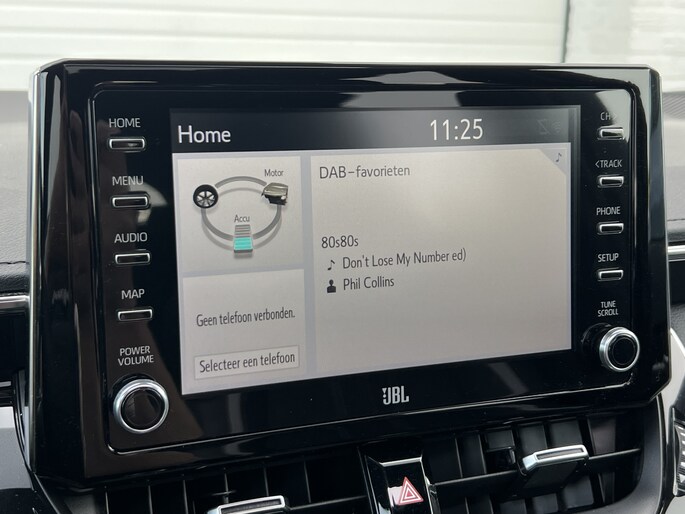 HOME
MENU
AUDIO
MAP
POWER
VOLUME
Home
11:25
Motor
Accu
Geen telefoon verbonden.
Selecteer een telefoon
DAB-favorieten
80s80s
Don't Lose My Number ed)
Phil Collins
CH
<TRACK
PHONE
SETUP
TUNE
SCROLL
JBL